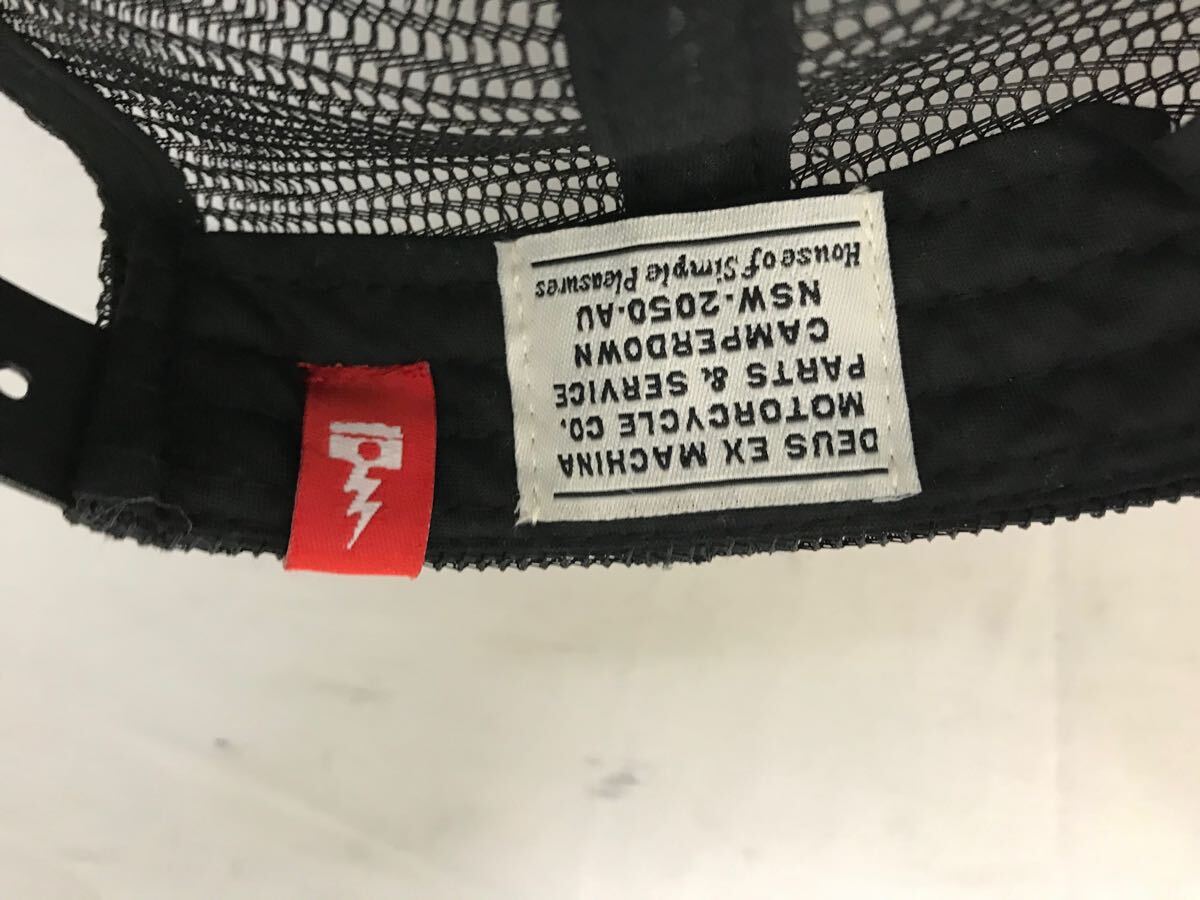 DEUS EX MACHINA
MOTORCYCLE CO.
PARTS & SERVICE
CAMPERDOWN
NSW-2050-AU
House of Simple Pleasures